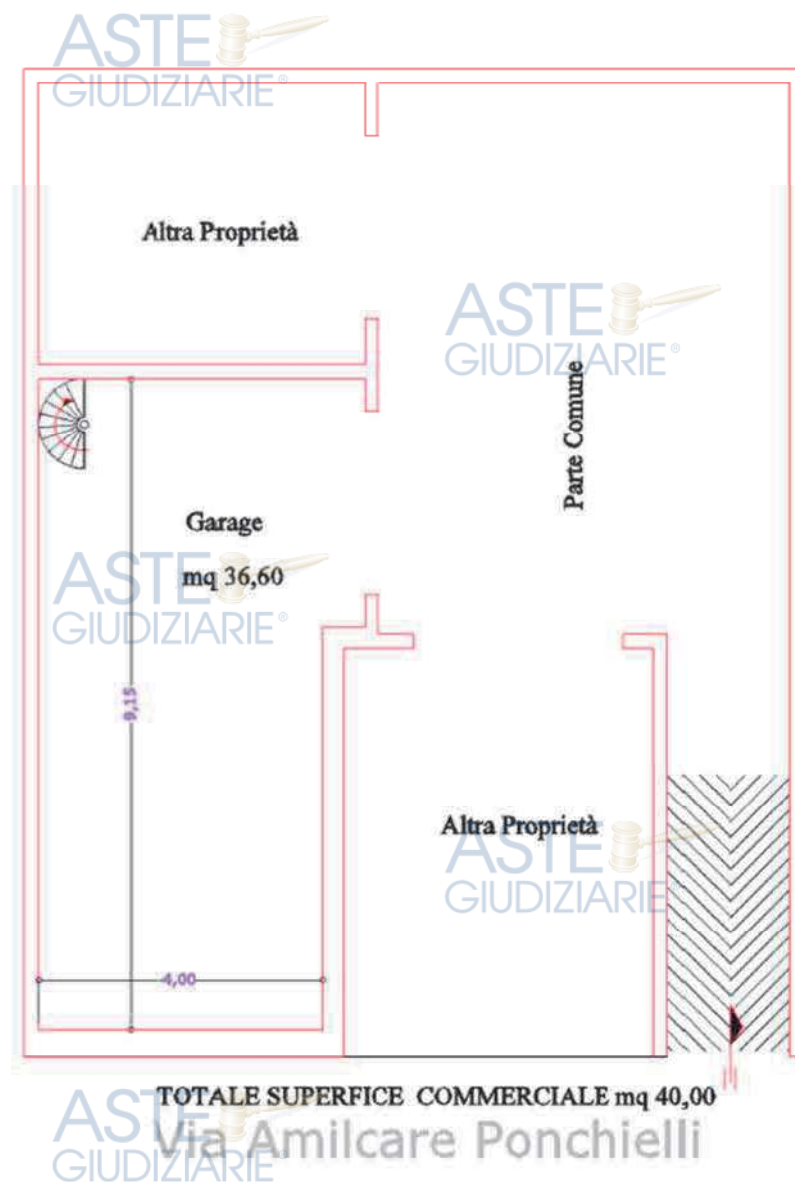 ASTE
GIUDIZIARIE®
Altra Proprietà
ASTE
GIUDIZIARIE®
Parte Comune
Garage
mq 36,60
ASTE
GIUDIZIARIE®
9,15
Altra Proprietà
ASTE
GIUDIZIARIE
4,00
TOTALE SUPERFICE COMMERCIALE mq 40,00
ASTE
GIUDIZIARIE®
Via Amilcare Ponchielli